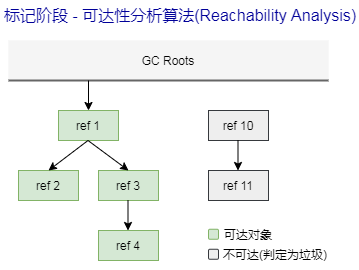 标记阶段 - 可达性分析算法(Reachability Analysis)
GC Roots
ref 1
ref 10
ref 2
ref 3
ref 11
ref 4
可达对象
不可达(判定为垃圾)